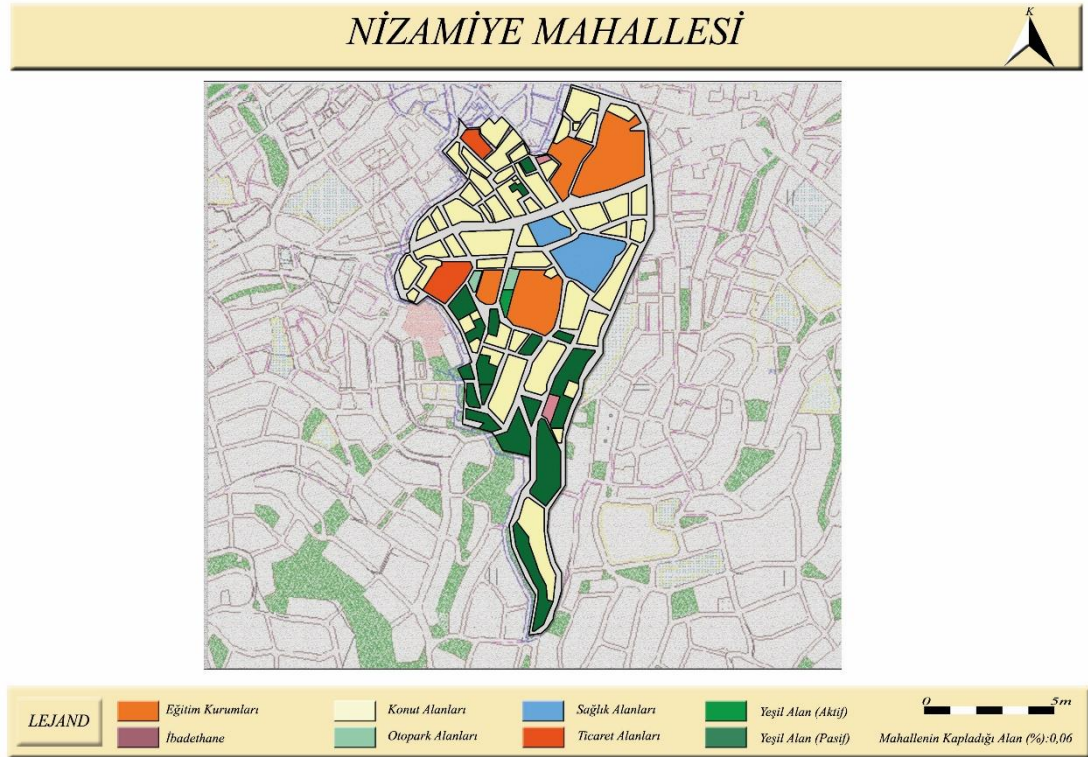 NİZAMİYE MAHALLESİ
K
LEJAND
Eğitim Kurumları
İbadethane
Konut Alanları
Otopark Alanları
Sağlık Alanları
Ticaret Alanları
Yeşil Alan (Aktif)
Yeşil Alan (Pasif)
0 5m
Mahallenin Kapladığı Alan (%):0,06